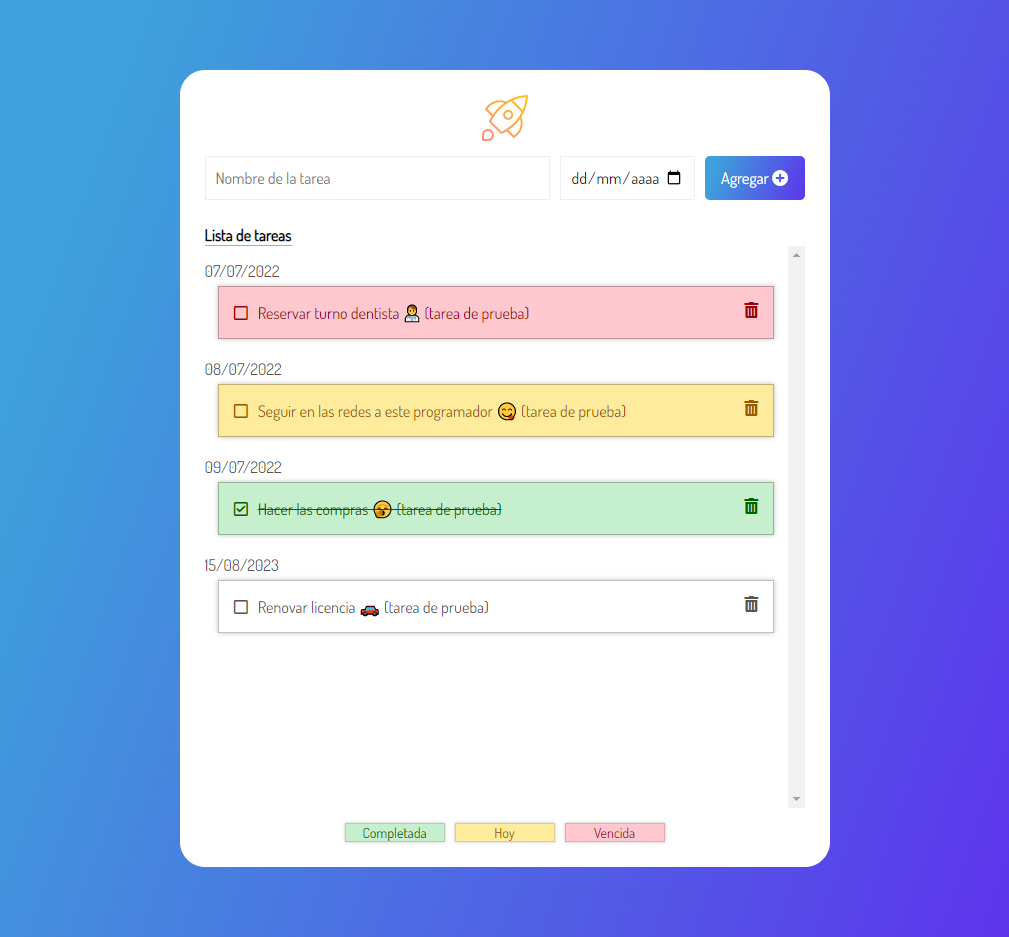 Nombre de la tarea
dd/mm/aaaa
Agregar
Lista de tareas
07/07/2022
Reservar turno dentista 👩‍⚕️ (tarea de prueba)
08/07/2022
Seguir en las redes a este programador 😋 (tarea de prueba)
09/07/2022
Hacer las compras 🥱 (tarea de prueba)
15/08/2023
Renovar licencia 🚗 (tarea de prueba)
Completada
Hoy
Vencida